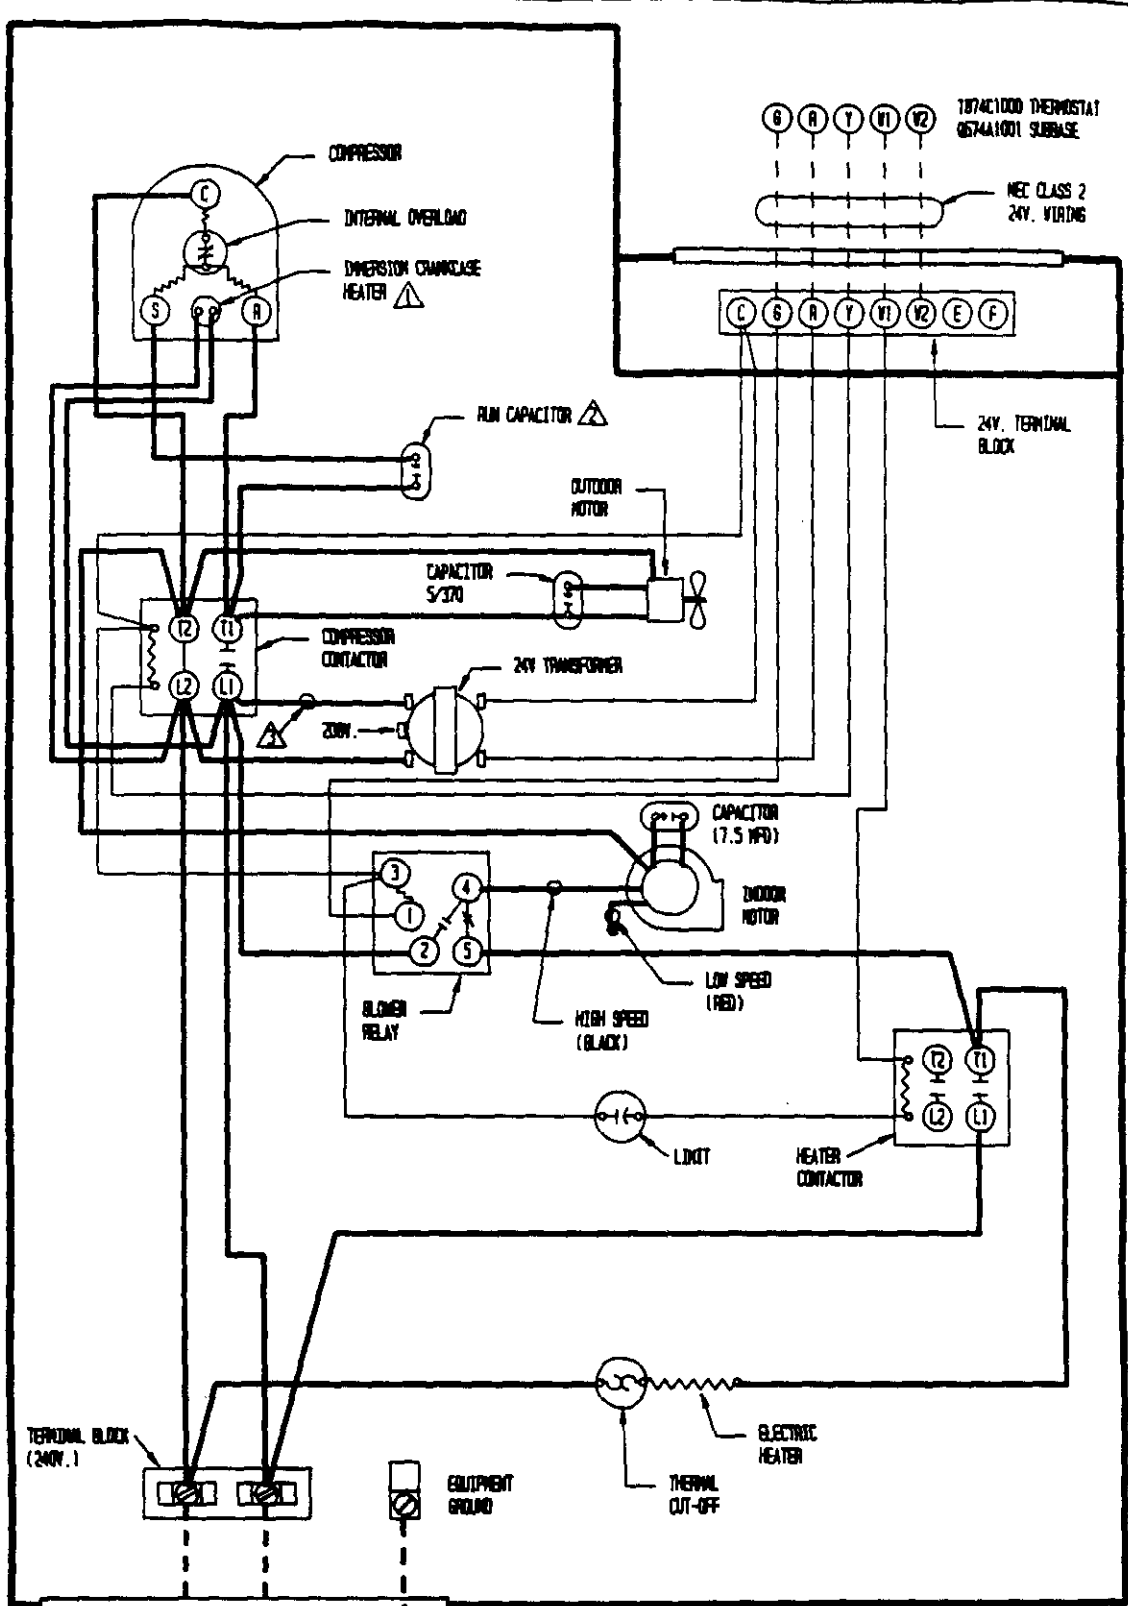 T874C1000 THERMOSTAT
Q674A1001 SUBBASE
G R Y W1 W2
COMPRESSOR
NEC CLASS 2
24V. WIRING
C
INTERNAL OVERLOAD
IMMERSION CRANKCASE
HEATER 1
S R
C G R Y W1 W2 E F
RUN CAPACITOR 2
24V. TERMINAL
BLOCK
OUTDOOR
MOTOR
CAPACITOR
5/370
T2 T1
COMPRESSOR
CONTACTOR
24V TRANSFORMER
L2 L1
3
208V.
CAPACITOR
(7.5 MFD)
3
4
1
INDOOR
MOTOR
2 5
LOW SPEED
(RED)
BLOWER
RELAY
HIGH SPEED
(BLACK)
T2 T1
L2 L1
LIMIT
HEATER
CONTACTOR
TERMINAL BLOCK
(240V.)
ELECTRIC
HEATER
EQUIPMENT
GROUND
THERMAL
CUT-OFF